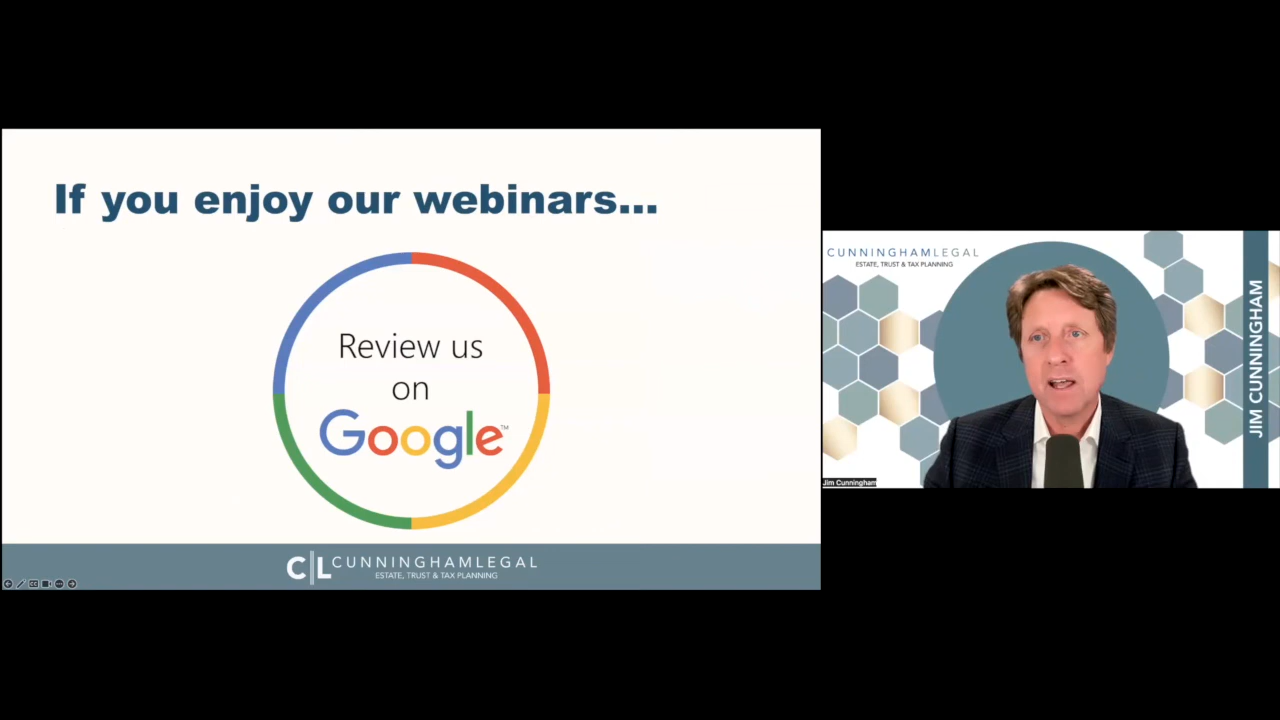 If you enjoy our webinars...
Review us
on
Google™
C|L CUNNINGHAMLEGAL
ESTATE, TRUST & TAX PLANNING
CUNNINGHAMLEGAL
ESTATE, TRUST & TAX PLANNING
JIM CUNNINGHAM
Jim Cunningham